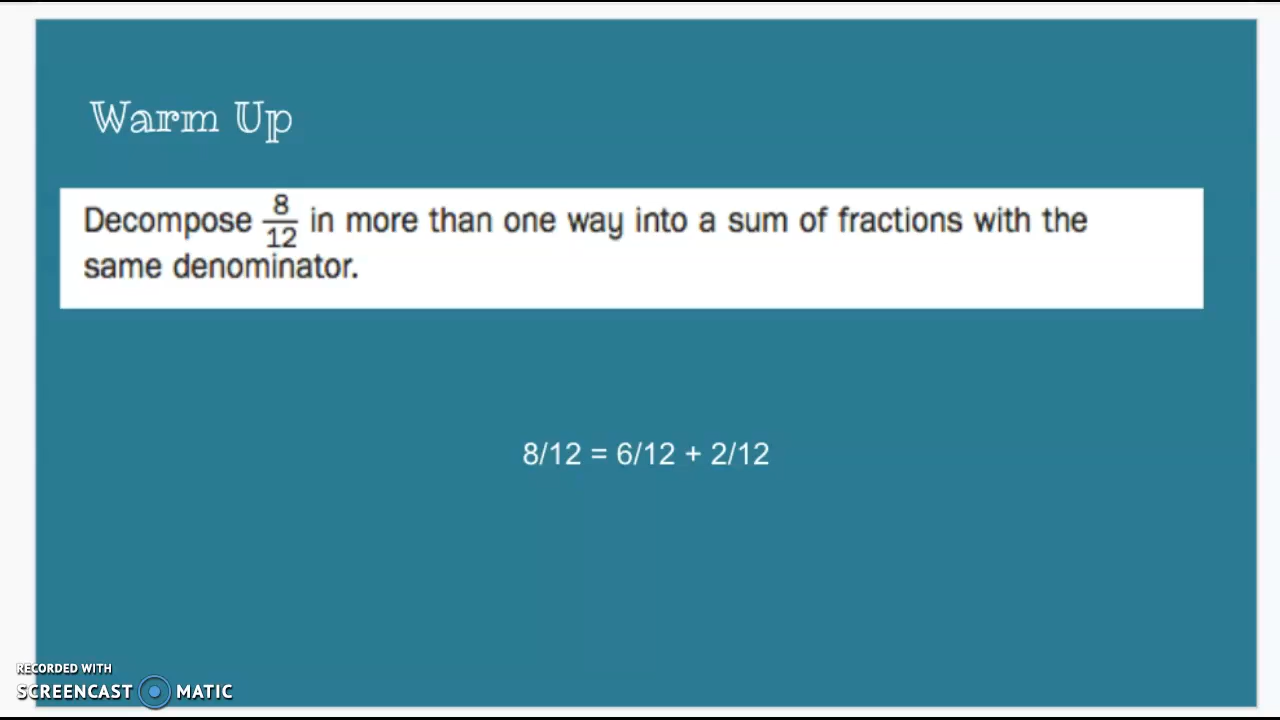 Warm Up
Decompose 8/12 in more than one way into a sum of fractions with the
same denominator.
8/12 = 6/12 + 2/12
RECORDED WITH
SCREENCAST MATIC